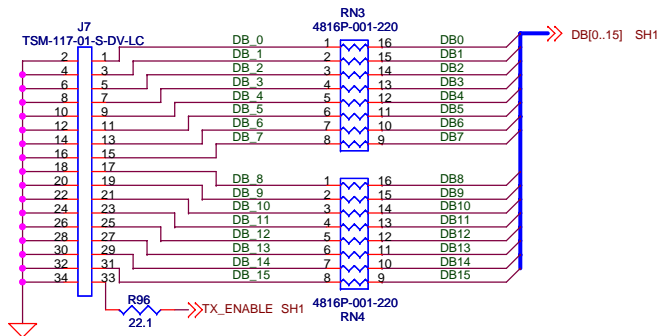 J7
TSM-117-01-S-DV-LC
RN3
4816P-001-220
DB[0..15] SH1
2 1 DB_0 1 16 DB0
4 3 DB_1 2 15 DB1
6 5 DB_2 3 14 DB2
8 7 DB_3 4 13 DB3
10 9 DB_4 5 12 DB4
12 11 DB_5 6 11 DB5
14 13 DB_6 7 10 DB6
16 15 DB_7 8 9 DB7
18 17 DB_8 1 16 DB8
20 19 DB_9 2 15 DB9
22 21 DB_10 3 14 DB10
24 23 DB_11 4 13 DB11
26 25 DB_12 5 12 DB12
28 27 DB_13 6 11 DB13
30 29 DB_14 7 10 DB14
32 31 DB_15 8 9 DB15
34 33
R96
22.1
TX_ENABLE SH1
4816P-001-220
RN4